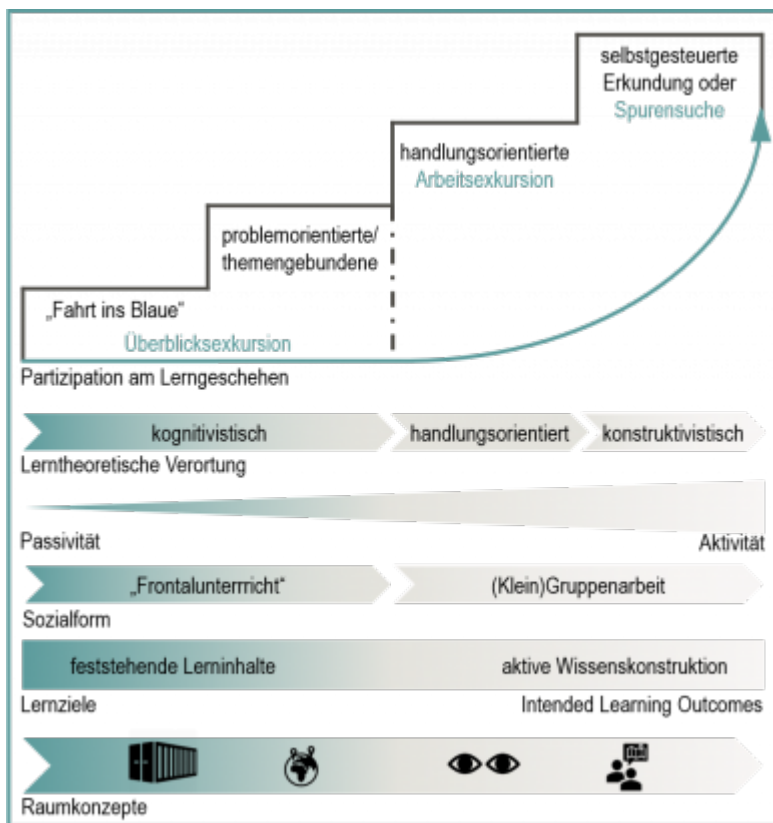 selbstgesteuerte
Erkundung oder
Spurensuche
handlungsorientierte
Arbeitsexkursion
problemorientierte/
themengebundene
„Fahrt ins Blaue“
Überblicksexkursion
Partizipation am Lerngeschehen
kognitivistisch handlungsorientiert konstruktivistisch
Lerntheoretische Verortung
Passivität Aktivität
„Frontalunterrricht“ (Klein)Gruppenarbeit
Sozialform
feststehende Lerninhalte aktive Wissenskonstruktion
Lernziele Intended Learning Outcomes
Raumkonzepte